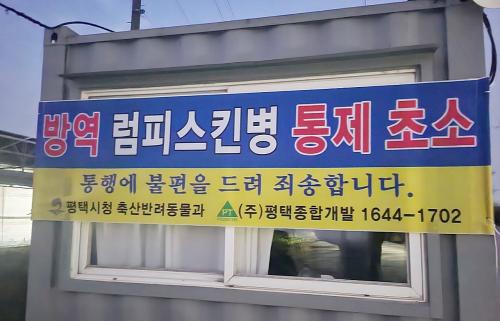 방역 럼피스킨병 통제 초소
통행에 불편을 드려 죄송합니다.
평택시청 축산반려동물과 PT (주)평택종합개발 1644-1702